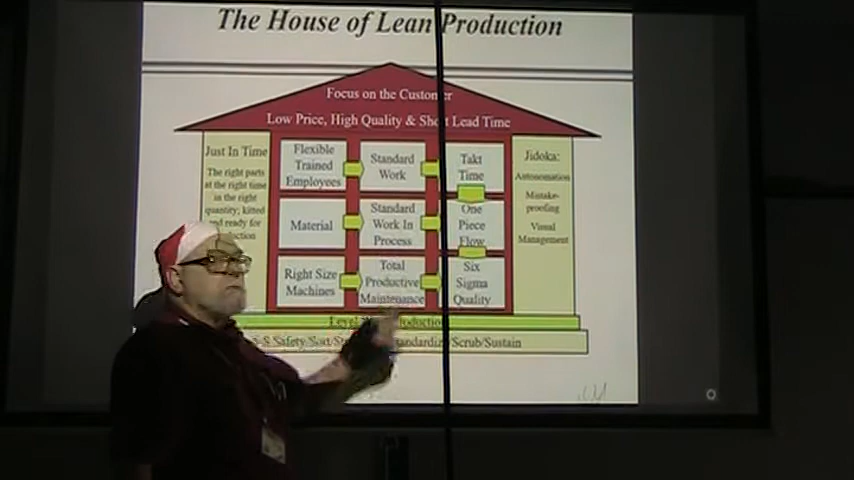 The House of Lean Production
Focus on the Customer
Low Price, High Quality & Short Lead Time
Just In Time
The right parts
at the right time
in the right
quantity; kitted
and ready for
production
Flexible
Trained
Employees
Standard
Work
Takt
Time
Material
Standard
Work In
Process
One
Piece
Flow
Right Size
Machines
Total
Productive
Maintenance
Six
Sigma
Quality
Jidoka:
Autonomation
Mistake-
proofing
Visual
Management
Level Production
Safety/Sort/ /Scrub/Sustain